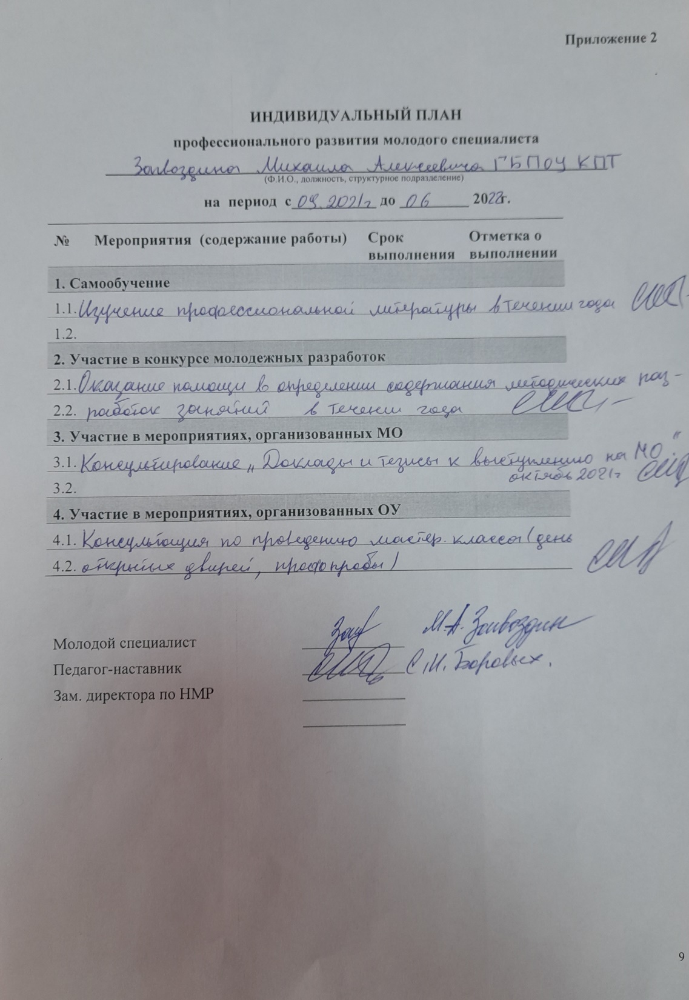 Приложение 2
ИНДИВИДУАЛЬНЫЙ ПЛАН
профессионального развития молодого специалиста
Завоздина Михаила Алексеевича ГБПОУ КПТ
(Ф.И.О., должность, структурное подразделение)
на период с 09.2021г до 06 2022г.
№ Мероприятия (содержание работы) Срок выполнения Отметка о выполнении
1. Самообучение
1.1. Изучение профессиональной литературы в течении года
1.2.
2. Участие в конкурсе молодежных разработок
2.1. Оказание помощи в определении содержания методических раз-
2.2. работок занятий в течении года
3. Участие в мероприятиях, организованных МО
3.1. Консультирование „Доклады и тезисы к выступлению на МО."
октябрь 2021г
3.2.
4. Участие в мероприятиях, организованных ОУ
4.1. Консультация по проведению мастер-класса (день
4.2. открытых дверей, профпробы)
Молодой специалист М.А. Завоздин
Педагог-наставник С.И. Боровых.
Зам. директора по НМР
9